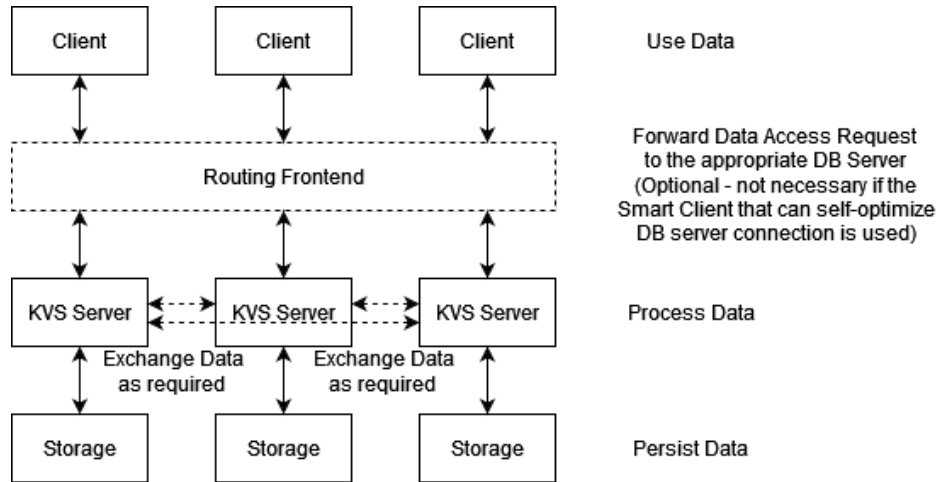 Client
Client
Client
Use Data
Routing Frontend
Forward Data Access Request
to the appropriate DB Server
(Optional - not necessary if the
Smart Client that can self-optimize
DB server connection is used)
KVS Server
KVS Server
KVS Server
Process Data
Exchange Data
as required
Exchange Data
as required
Storage
Storage
Storage
Persist Data